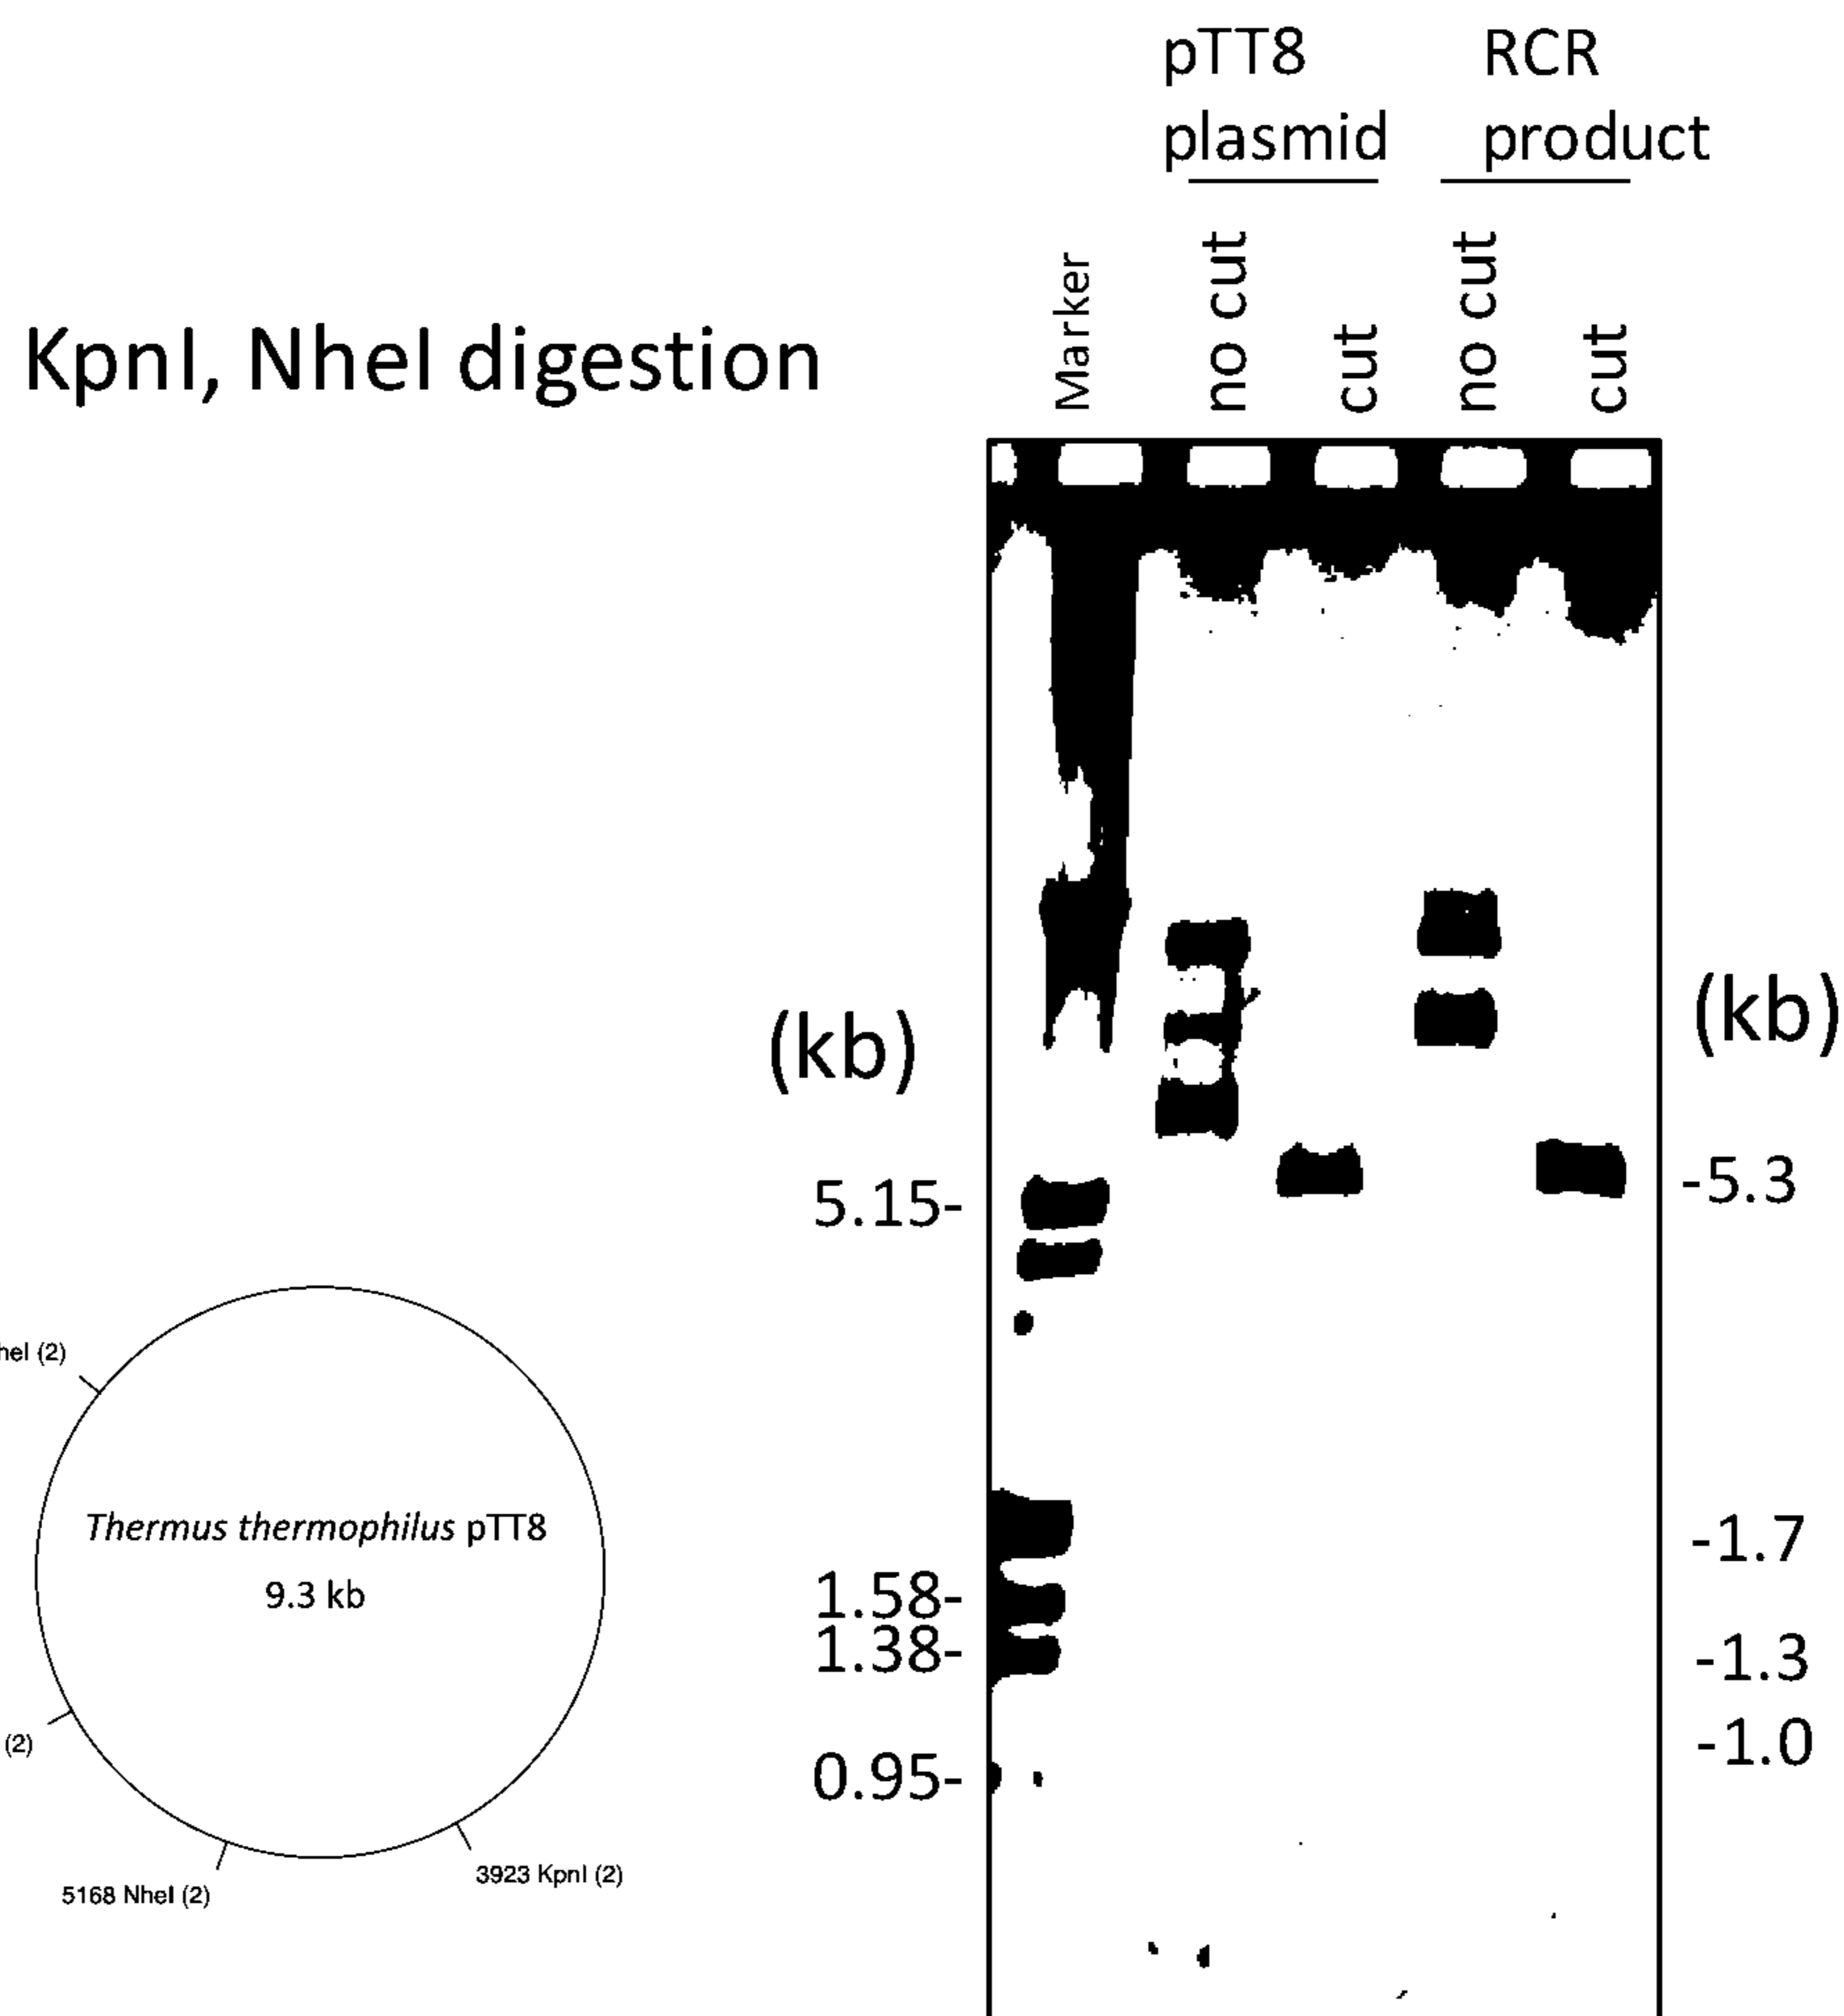 pTT8
plasmid
RCR
product
Marker
no cut
cut
no cut
cut
KpnI, NheI digestion
(kb)
5.15-
1.58-
1.38-
0.95-
(kb)
-5.3
-1.7
-1.3
-1.0
heI (2)
Thermus thermophilus pTT8
9.3 kb
(2)
5168 NheI (2)
3923 KpnI (2)